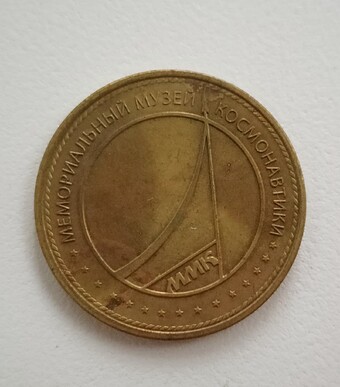 МЕМОРИАЛЬНЫЙ МУЗЕЙ КОСМОНАВТИКИ
ММК